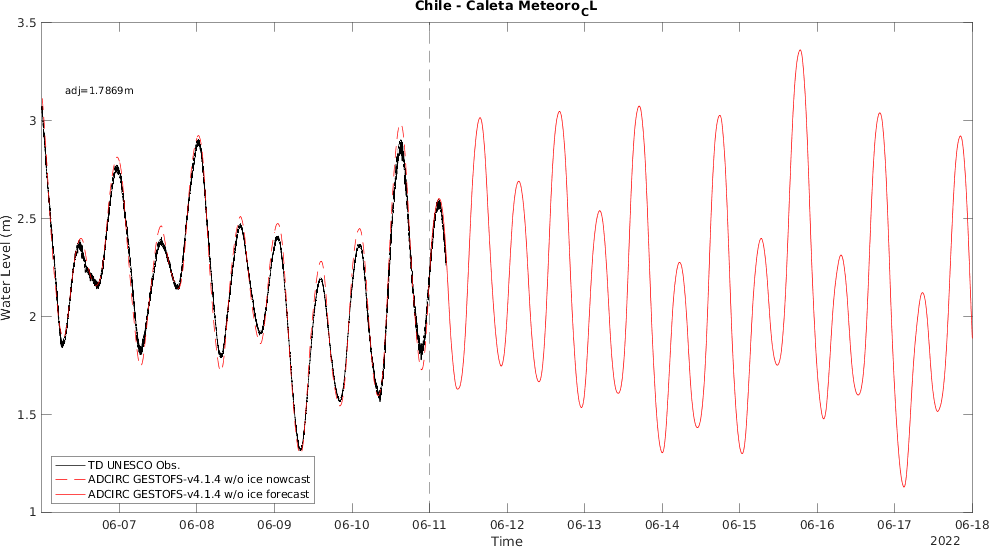 Chile - Caleta Meteoro_CL
adj=1.7869m
Water Level (m)
3.5
3
2.5
2
1.5
1
TD UNESCO Obs.
ADCIRC GESTOFS-v4.1.4 w/o ice nowcast
ADCIRC GESTOFS-v4.1.4 w/o ice forecast
06-07 06-08 06-09 06-10 06-11 06-12 06-13 06-14 06-15 06-16 06-17 06-18
Time
2022